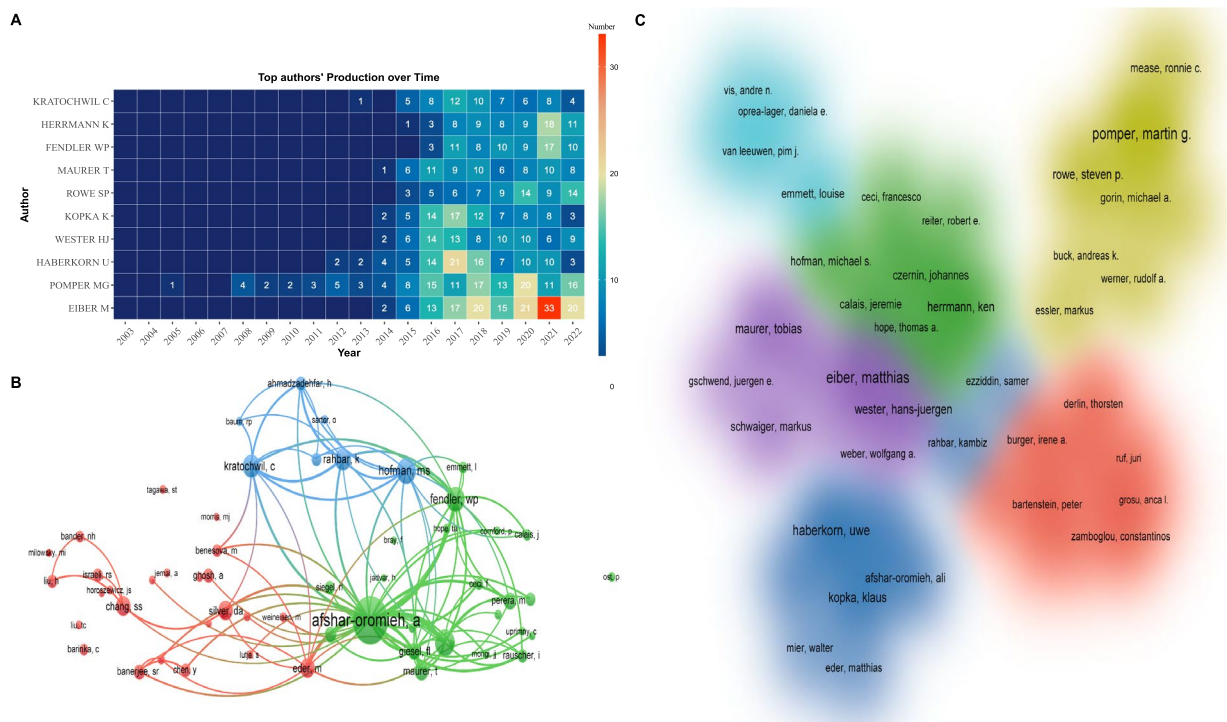 A
Number
Top authors' Production over Time
30
20
10
0
Author
KRATOCHWIL C 1 5 8 12 10 7 6 8 4
HERRMANN K 1 3 8 9 8 9 18 11
FENDLER WP 3 11 8 10 9 17 10
MAURER T 1 6 11 9 10 6 8 10 8
ROWE SP 3 5 6 7 9 14 9 14
KOPKA K 2 5 14 17 12 7 8 8 3
WESTER HJ 2 6 14 13 8 10 10 6 9
HABERKORN U 2 2 4 5 14 21 16 7 10 10 3
POMPER MG 1 4 2 2 3 5 3 4 8 15 11 17 11 20 11 16
EIBER M 2 6 13 17 20 15 21 33 20
2003 2004 2005 2006 2007 2008 2009 2010 2011 2012 2013 2014 2015 2016 2017 2018 2019 2020 2021 2022
Year
B
ahmadzadehfar, h
baum, rp
sartor, o
kratochwil, c
rahbar, k
hofman, ms
emmett, l
fendler, wp
tagawa, st
morris, mj
hope, ta
cornford, p
calais, j
bander, nh
bray, f
milowsky, mi
benesova, m
liu, h
israeli, rs
jemal, a
ghosn, a
horoszewicz, js
siegel, rl
jadvar, h
ceci, f
ost, p
chang, ss
silver, da
weineisen, m
afshar-oromieh, a
perera, m
liu, tc
uprimny, c
barinka, c
lutje, s
giesel, fl
rauscher, i
banerjee, sr
chen, y
eder, m
maurer, t
C
mease, ronnie c.
vis, andre n.
oprea-lager, daniela e.
pomper, martin g.
van leeuwen, pim j.
rowe, steven p.
emmett, louise
ceci, francesco
gorin, michael a.
reiter, robert e.
hofman, michael s.
buck, andreas k.
czernin, johannes
werner, rudolf a.
calais, jeremie
herrmann, ken
essler, markus
maurer, tobias
hope, thomas a.
gschwend, juergen e.
eiber, matthias
ezziddin, samer
wester, hans-juergen
derlin, thorsten
schwaiger, markus
rahbar, kambiz
burger, irene a.
weber, wolfgang a.
ruf, juri
bartenstein, peter
grosu, anca l.
haberkorn, uwe
zamboglou, constantinos
afshar-oromieh, ali
kopka, klaus
mier, walter
eder, matthias